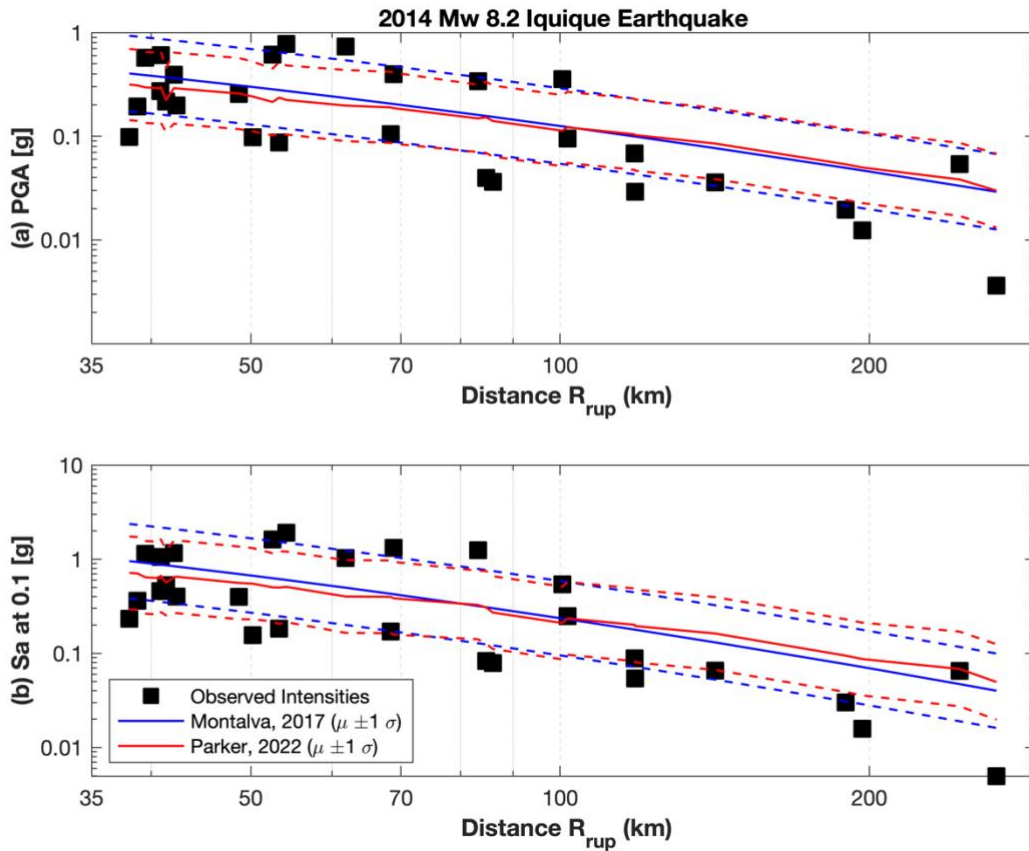 2014 Mw 8.2 Iquique Earthquake
(a) PGA [g]
1
0.1
0.01
35 50 70 100 200
Distance R_rup (km)
(b) Sa at 0.1 [g]
10
1
0.1
0.01
Observed Intensities
Montalva, 2017 (μ ±1 σ)
Parker, 2022 (μ ±1 σ)
35 50 70 100 200
Distance R_rup (km)